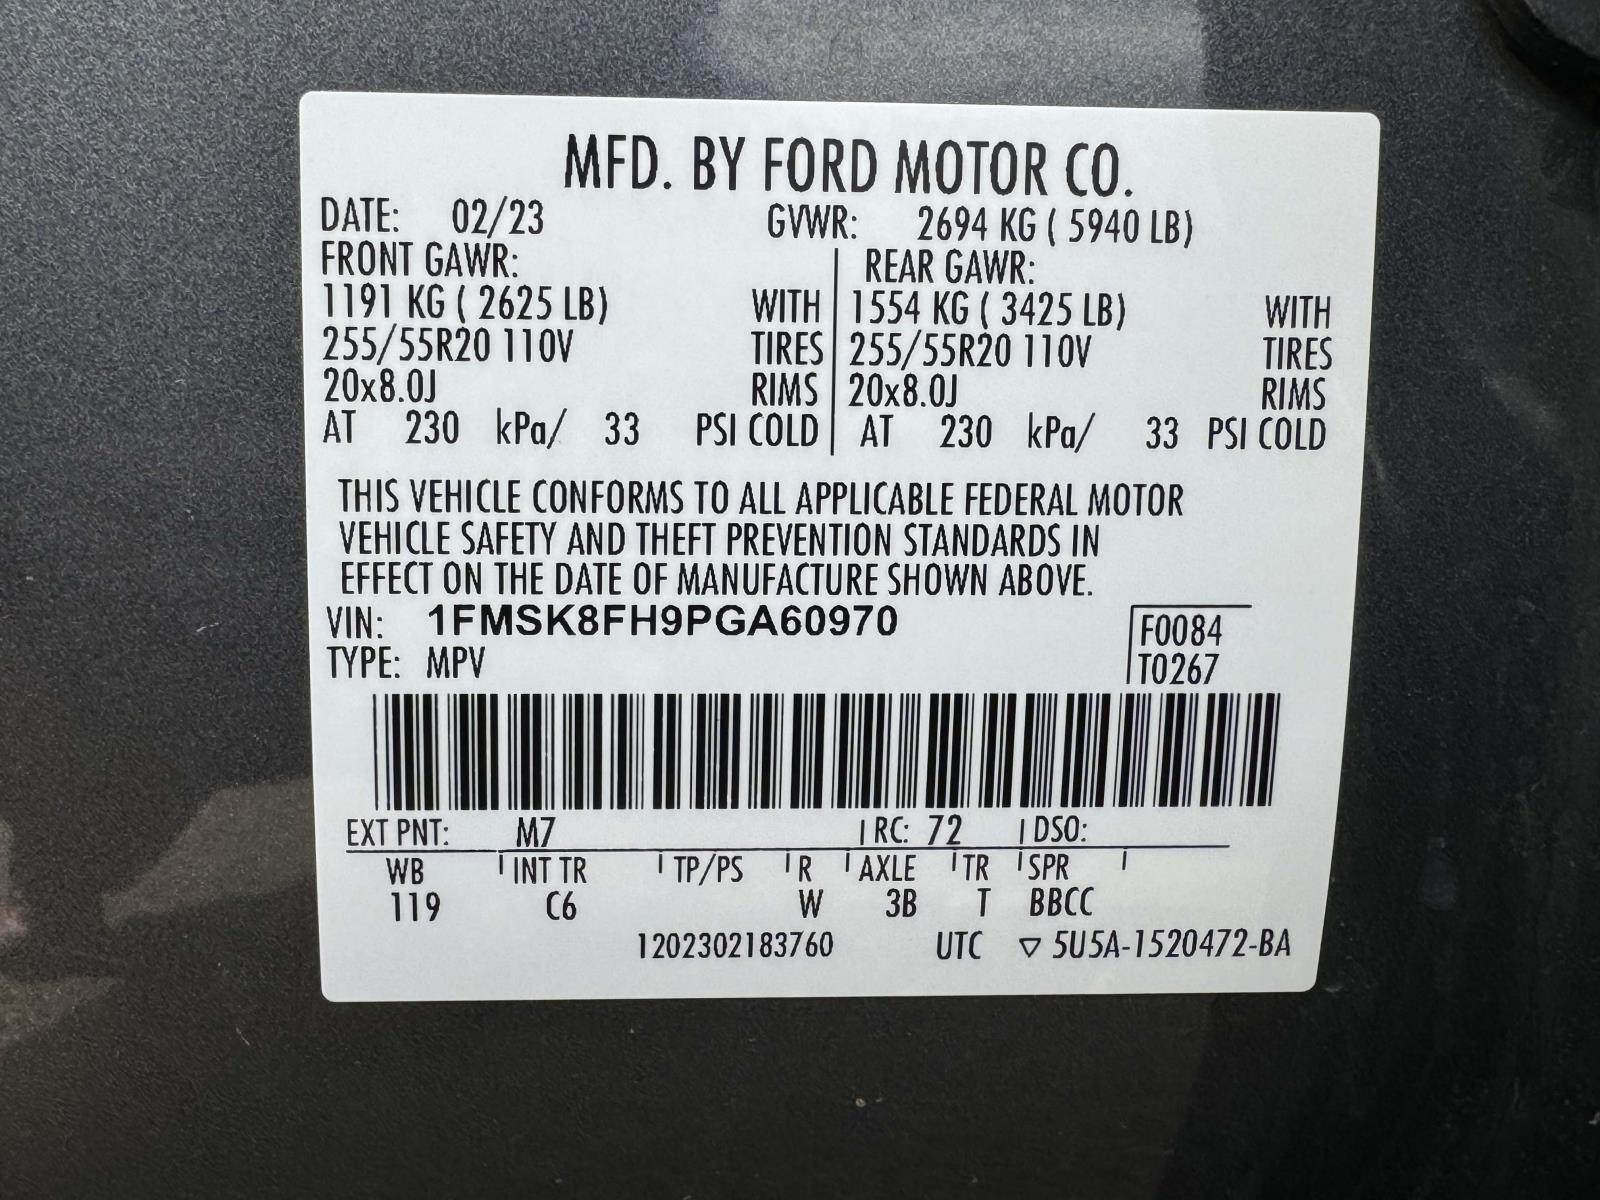 MFD. BY FORD MOTOR CO.
DATE: 02/23 GVWR: 2694 KG ( 5940 LB)
FRONT GAWR: REAR GAWR:
1191 KG ( 2625 LB) WITH 1554 KG ( 3425 LB) WITH
255/55R20 110V TIRES 255/55R20 110V TIRES
20x8.0J RIMS 20x8.0J RIMS
AT 230 kPa/ 33 PSI COLD AT 230 kPa/ 33 PSI COLD
THIS VEHICLE CONFORMS TO ALL APPLICABLE FEDERAL MOTOR
VEHICLE SAFETY AND THEFT PREVENTION STANDARDS IN
EFFECT ON THE DATE OF MANUFACTURE SHOWN ABOVE.
VIN: 1FMSK8FH9PGA60970 F0084
TYPE: MPV T0267
EXT PNT: M7 RC: 72 DSO:
WB INT TR TP/PS R AXLE TR SPR
119 C6 W 3B T BBCC
1202302183760 UTC ▽ 5U5A-1520472-BA